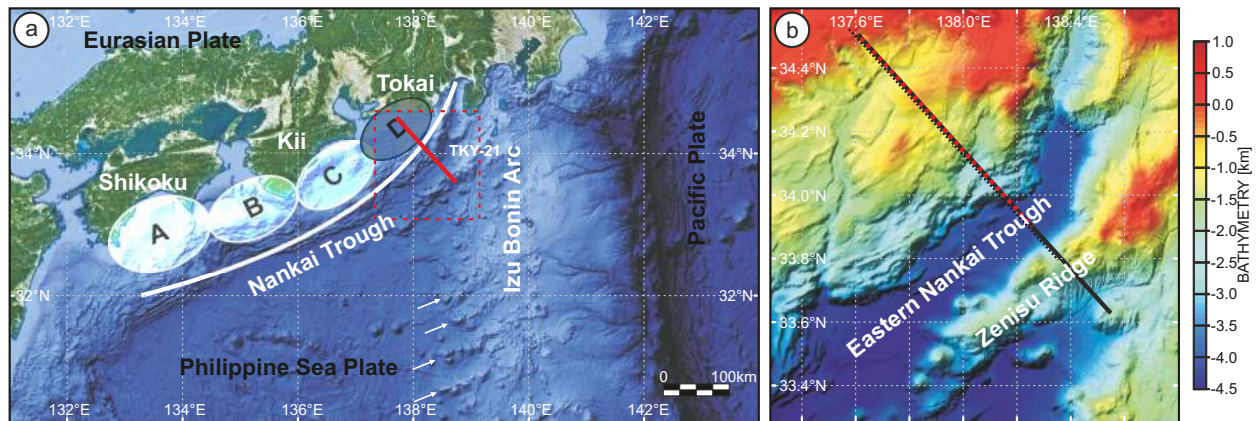 a
Eurasian Plate
Tokai
D
TKY-21
Kii
34°N
Shikoku
C
B
A
Nankai Trough
Izu Bonin Arc
Pacific Plate
32°N
Philippine Sea Plate
0 100km
132°E 134°E 136°E 138°E 140°E 142°E
132°E 134°E 136°E 138°E 140°E 142°E
b
137.6°E 138.0°E 138.4°E
34.4°N
34.2°N
34.0°N
33.8°N
33.6°N
33.4°N
Eastern Nankai Trough
Zenisu Ridge
1.0
0.5
0.0
-0.5
-1.0
-1.5
-2.0
-2.5
-3.0
-3.5
-4.0
-4.5
BATHYMETRY [km]